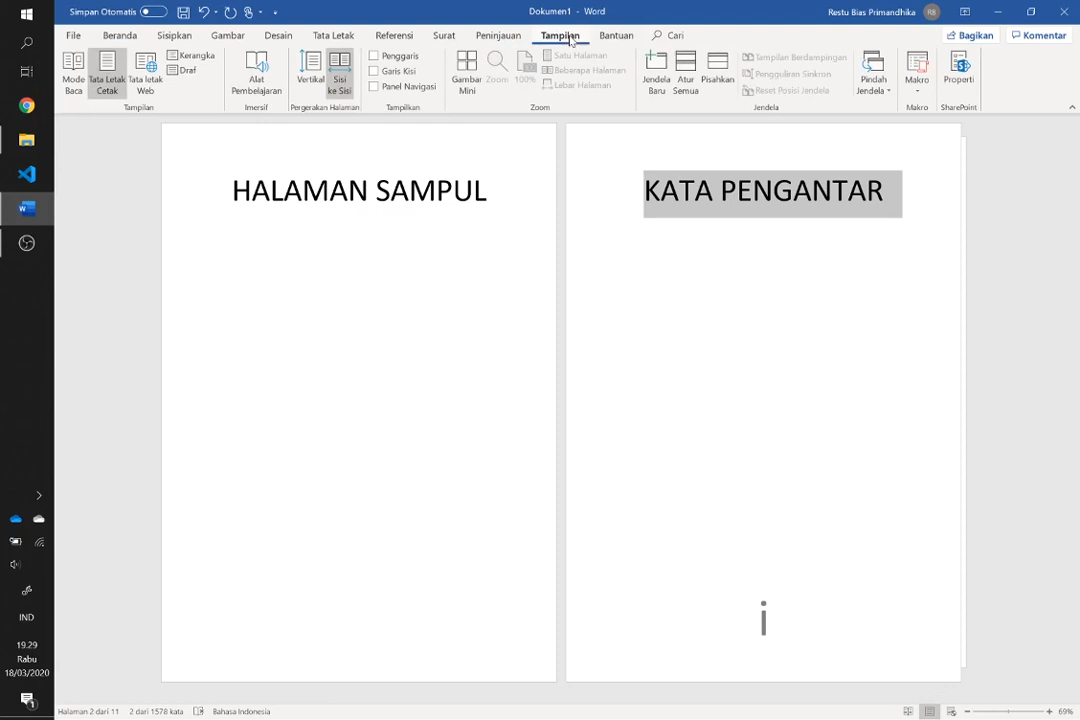 Simpan Otomatis
Dokumen1 - Word
Restu Bias Primandhika
RB
File
Beranda
Sisipkan
Gambar
Desain
Tata Letak
Referensi
Surat
Peninjauan
Tampilan
Bantuan
Cari
Bagikan
Komentar
Mode Baca
Tata Letak Cetak
Tata letak Web
Kerangka
Draf
Tampilan
Alat Pembelajaran
Imersif
Vertikal
Sisi ke Sisi
Pergerakan Halaman
Penggaris
Garis Kisi
Panel Navigasi
Tampilkan
Gambar Mini
Zoom
100%
Satu Halaman
Beberapa Halaman
Lebar Halaman
Zoom
Jendela Baru
Atur Semua
Pisahkan
Tampilan Berdampingan
Pengguliran Sinkron
Reset Posisi Jendela
Pindah Jendela
Jendela
Makro
Makro
Properti
SharePoint
HALAMAN SAMPUL
KATA PENGANTAR
i
IND
19.29
Rabu
18/03/2020
1
Halaman 2 dari 11
2 dari 1578 kata
Bahasa Indonesia
69%